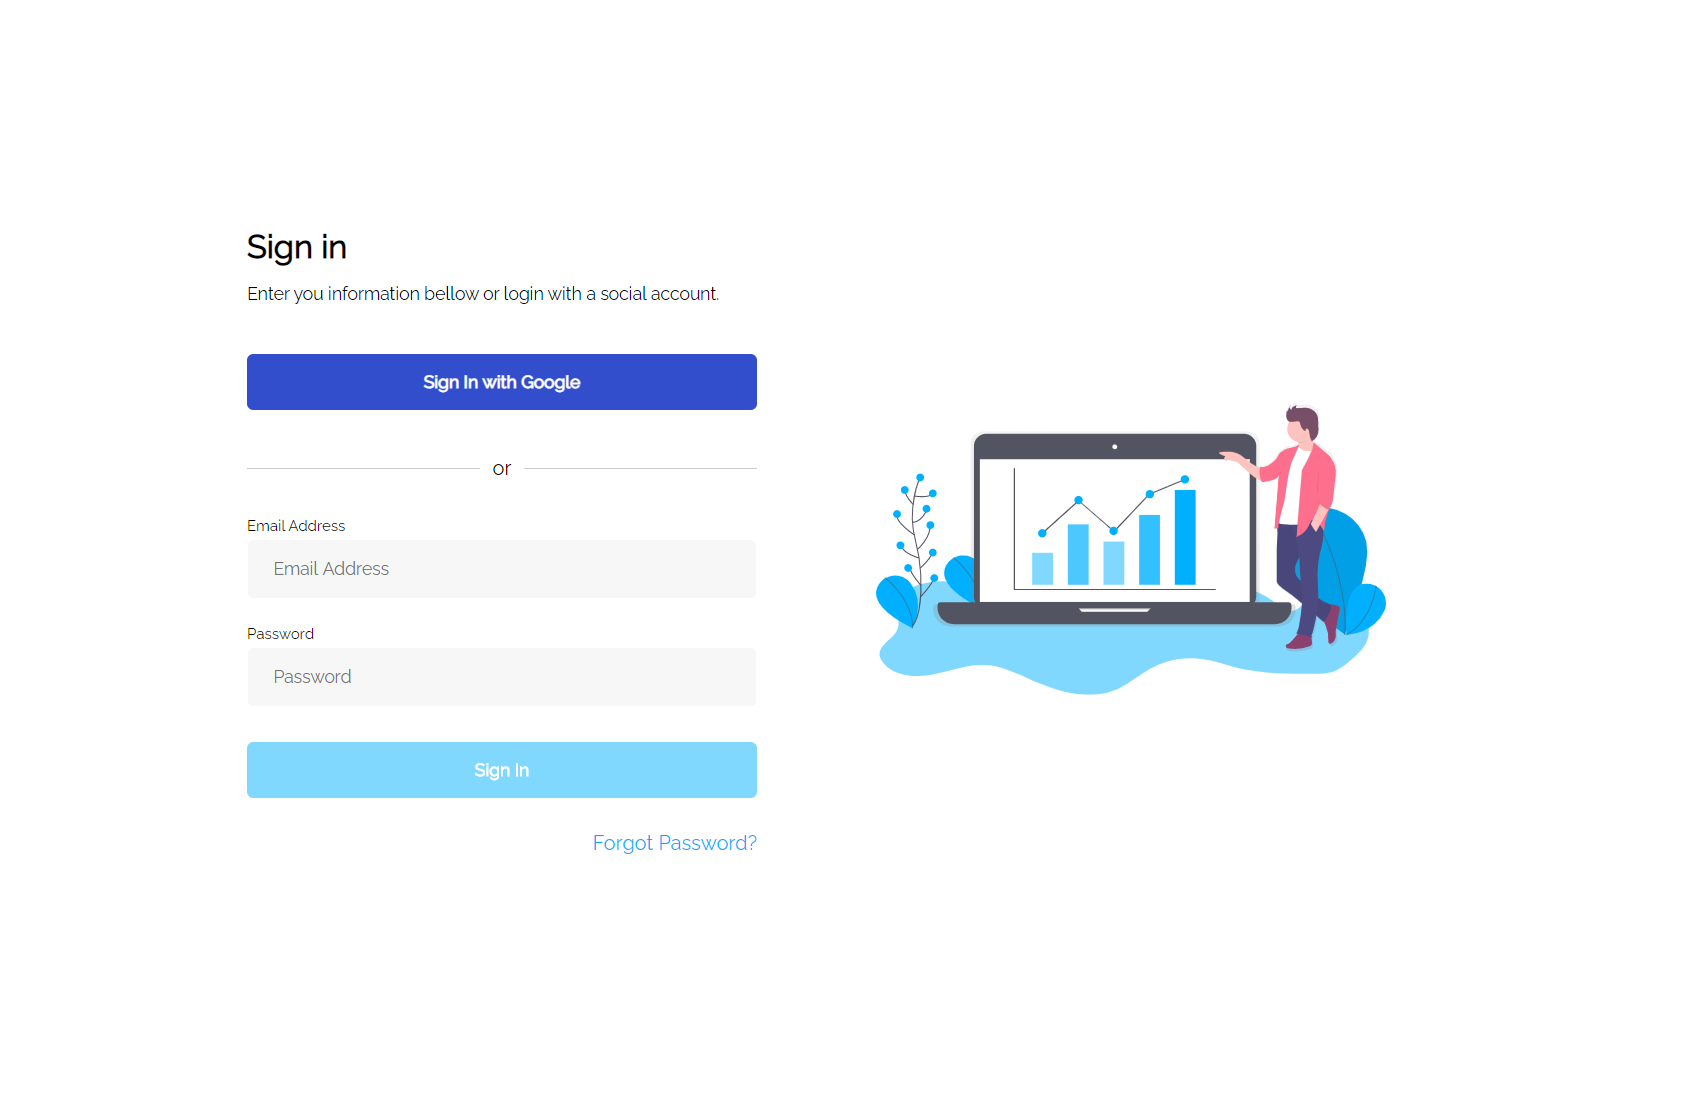 Sign in
Enter you information bellow or login with a social account.
Sign In with Google
or
Email Address
Email Address
Password
Password
Sign In
Forgot Password?